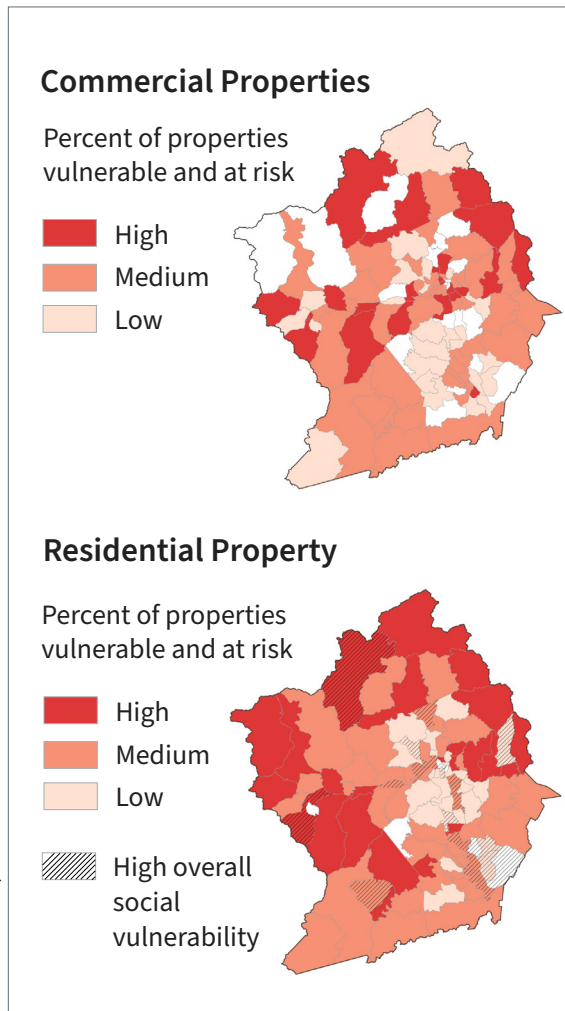 Commercial Properties
Percent of properties
vulnerable and at risk
High
Medium
Low
Residential Property
Percent of properties
vulnerable and at risk
High
Medium
Low
High overall
social
vulnerability